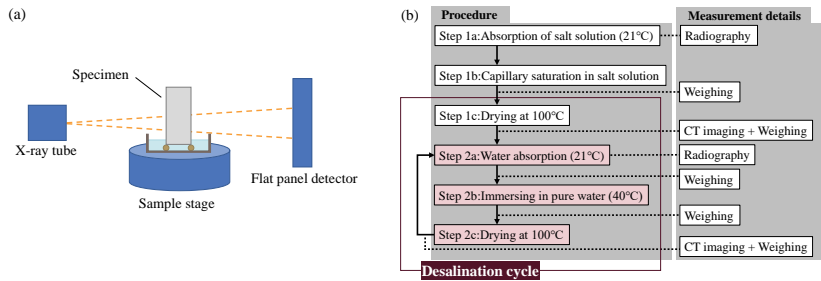 (a)
Specimen
X-ray tube
Flat panel detector
Sample stage
(b)
Procedure
Measurement details
Step 1a:Absorption of salt solution (21℃)
Radiography
Step 1b:Capillary saturation in salt solution
Weighing
Step 1c:Drying at 100℃
CT imaging + Weighing
Step 2a:Water absorption (21℃)
Radiography
Weighing
Step 2b:Immersing in pure water (40℃)
Weighing
Step 2c:Drying at 100℃
CT imaging + Weighing
Desalination cycle